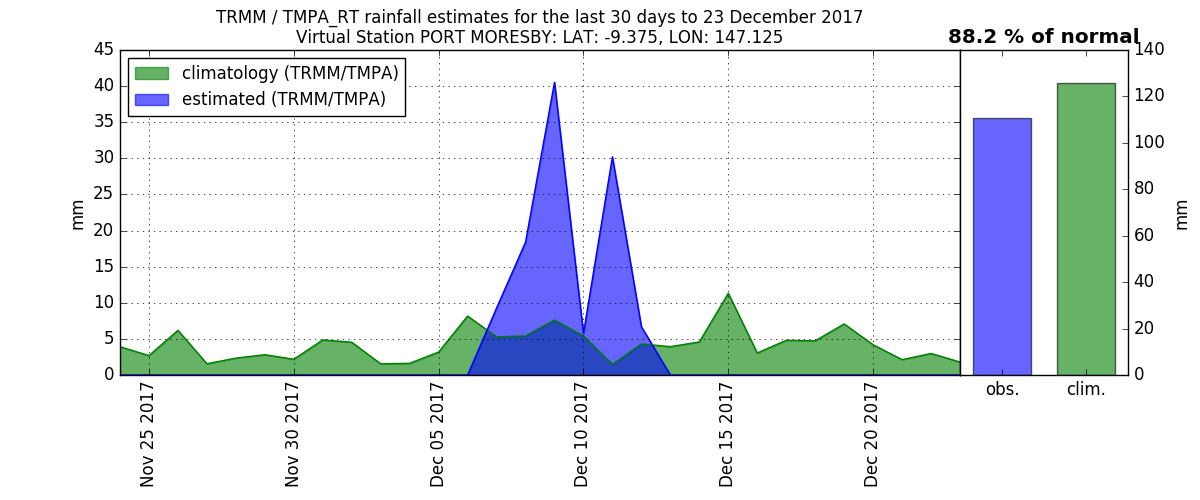 TRMM / TMPA_RT rainfall estimates for the last 30 days to 23 December 2017
Virtual Station PORT MORESBY: LAT: -9.375, LON: 147.125
88.2 % of normal
climatology (TRMM/TMPA)
estimated (TRMM/TMPA)
mm
45
40
35
30
25
20
15
10
5
0
Nov 25 2017
Nov 30 2017
Dec 05 2017
Dec 10 2017
Dec 15 2017
Dec 20 2017
obs.
clim.
140
120
100
80
60
40
20
0
mm